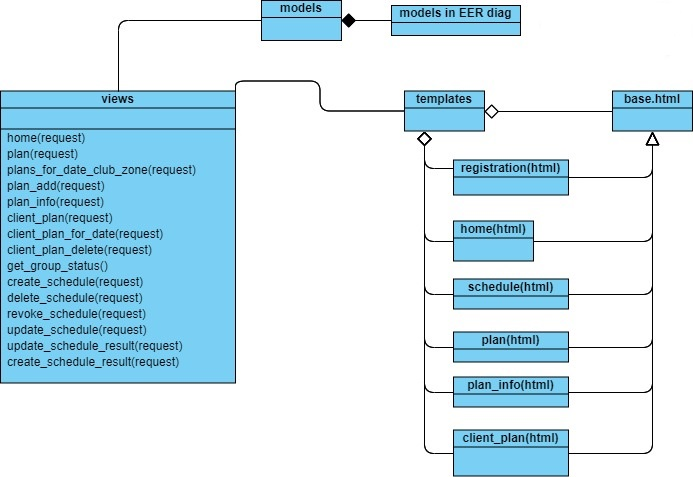 models
models in EER diag
views
templates
base.html
home(request)
plan(request)
plans_for_date_club_zone(request)
plan_add(request)
plan_info(request)
client_plan(request)
client_plan_for_date(request)
client_plan_delete(request)
get_group_status()
create_schedule(request)
delete_schedule(request)
revoke_schedule(request)
update_schedule(request)
update_schedule_result(request)
create_schedule_result(request)
registration(html)
home(html)
schedule(html)
plan(html)
plan_info(html)
client_plan(html)